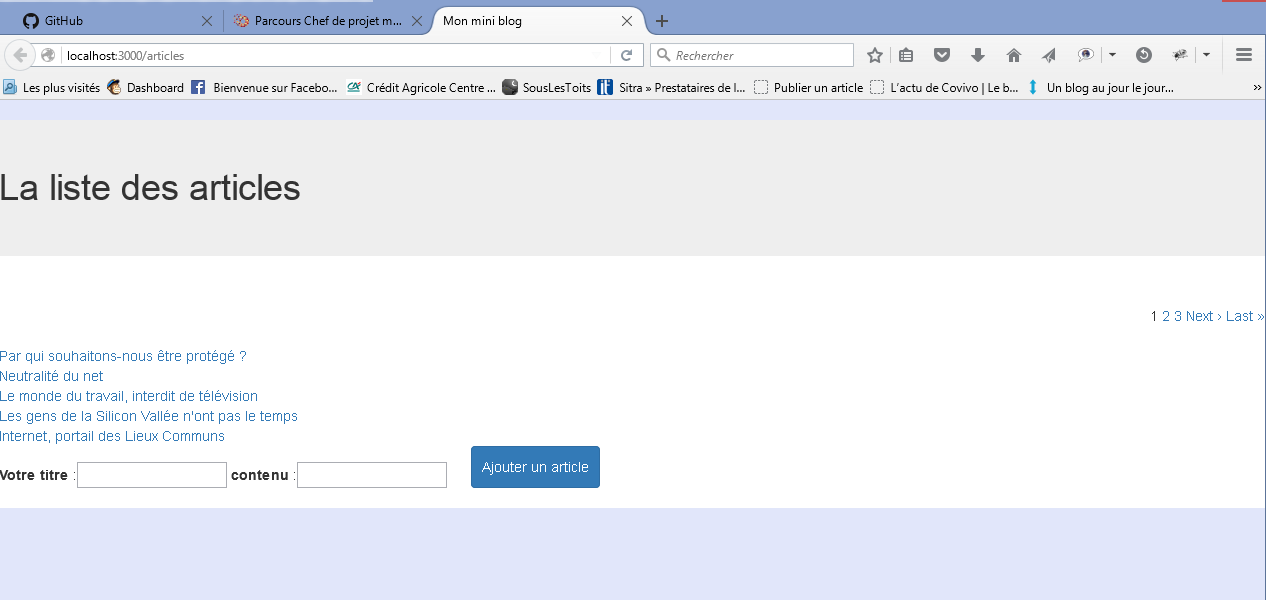 GitHub
Parcours Chef de projet m...
Mon mini blog
localhost:3000/articles
Rechercher
Les plus visités
Dashboard
Bienvenue sur Facebo...
Crédit Agricole Centre ...
SousLesToits
Sitra » Prestataires de l...
Publier un article
L'actu de Covivo | Le b...
Un blog au jour le jour...
»
La liste des articles
1 2 3 Next › Last »
Par qui souhaitons-nous être protégé ?
Neutralité du net
Le monde du travail, interdit de télévision
Les gens de la Silicon Vallée n'ont pas le temps
Internet, portail des Lieux Communs
Votre titre : contenu : Ajouter un article